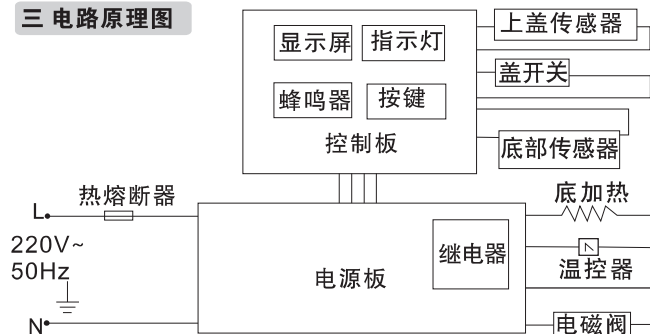 三 电路原理图
显示屏
指示灯
上盖传感器
盖开关
蜂鸣器
按键
控制板
底部传感器
热熔断器
底加热
L
220V~
50Hz
继电器
温控器
电源板
N
电磁阀